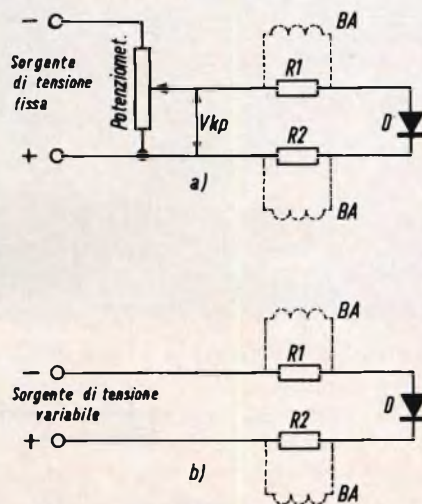 −
BA
Sorgente
di tensione
fissa
Potenziomet.
R1
Vkp
D
R2
+
a)
BA
BA
R1
−
Sorgente di tensione
variabile
D
R2
+
b)
BA